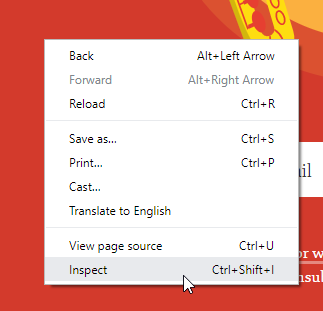 Back Alt+Left Arrow
Forward Alt+Right Arrow
Reload Ctrl+R
Save as... Ctrl+S
Print... Ctrl+P
Cast...
Translate to English
View page source Ctrl+U
Inspect Ctrl+Shift+I